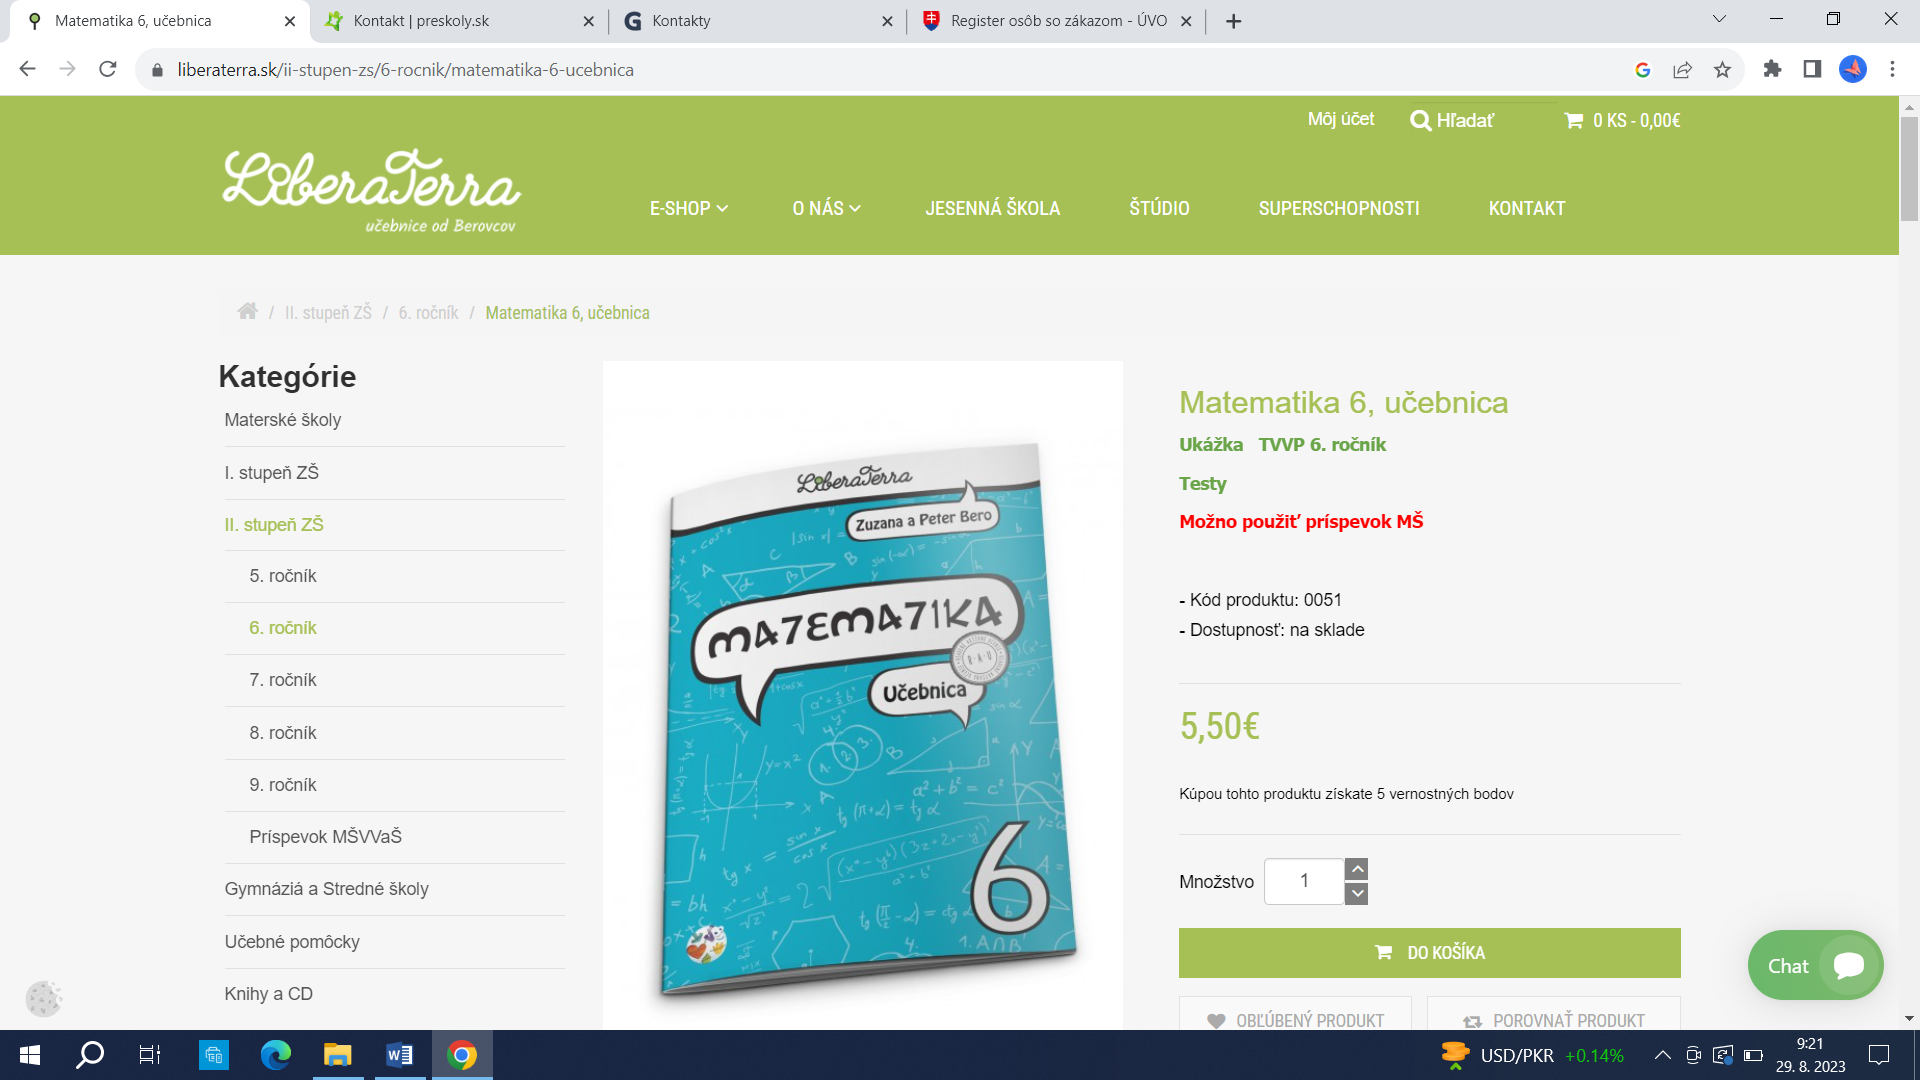 Matematika 6, učebnica
Kontakt | preskoly.sk
Kontakty
Register osôb so zákazom - ÚVO
liberaterra.sk/ii-stupen-zs/6-rocnik/matematika-6-ucebnica
Môj účet
Hľadať
0 KS - 0,00€
LiberaTerra
učebnice od Berovcov
E-SHOP
O NÁS
JESENNÁ ŠKOLA
ŠTÚDIO
SUPERSCHOPNOSTI
KONTAKT
/ II. stupeň ZŠ / 6. ročník / Matematika 6, učebnica
Kategórie
Materské školy
I. stupeň ZŠ
II. stupeň ZŠ
5. ročník
6. ročník
7. ročník
8. ročník
9. ročník
Príspevok MŠVVaŠ
Gymnáziá a Stredné školy
Učebné pomôcky
Knihy a CD
LiberaTerra
Zuzana a Peter Bero
MA7EMA7IKA
Učebnica
6
Matematika 6, učebnica
Ukážka TVVP 6. ročník
Testy
Možno použiť príspevok MŠ
- Kód produktu: 0051
- Dostupnosť: na sklade
5,50€
Kúpou tohto produktu získate 5 vernostných bodov
Množstvo 1
DO KOŠÍKA
OBĽÚBENÝ PRODUKT
POROVNAŤ PRODUKT
Chat
USD/PKR +0.14%
9:21
29. 8. 2023